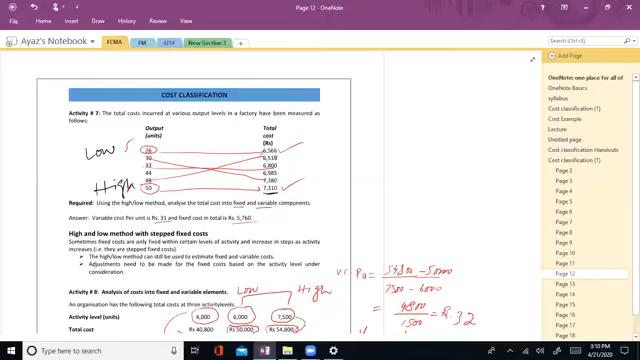 Page 12 - OneNote
File Home Insert Draw History Review View
Ayaz's Notebook
FCMA FM AFM New Section 3
Search (Ctrl+E)
Add Page
COST CLASSIFICATION
Activity # 7: The total costs incurred at various output levels in a factory have been measured as
follows:
Output (units) Total cost (Rs)
Low 26 6,566
30 6,510
33 6,800
44 6,985
48 7,380
High 50 7,310
Required: Using the high/low method, analyse the total cost into fixed and variable components.
Answer: Variable cost Per Unit is Rs. 31 and fixed cost in total is Rs. 5,760.
High and low method with stepped fixed costs
Sometimes fixed costs are only fixed within certain levels of activity and increase in steps as activity
increases (i.e. they are stepped fixed costs).
The high/low method can still be used to estimate fixed and variable costs.
Adjustments need to be made for the fixed costs based on the activity level under
consideration.
V.C P.u = 54800 - 50000
7500 - 6000
= 4800
1500
= Rs. 32
Low High
Activity # 8: Analysis of costs into fixed and variable elements.
An organisation has the following total costs at three activity levels:
Activity level (units): 4,000 6,000 7,500
Total cost Rs 40,800 Rs 50,000 Rs 54,800
OneNote: one place for all of
OneNote Basics
syllabus
Cost classification (1)
Cost Example
Lecture
Untitled page
Cost classification Handouts
Page 2
Page 3
Page 4
Page 5
Page 6
Page 7
Page 8
Page 9
Page 10
Page 11
Page 12
Page 13
Page 14
Page 15
Page 16
Page 17
Cost classification (2)
3:10 PM
4/21/2020